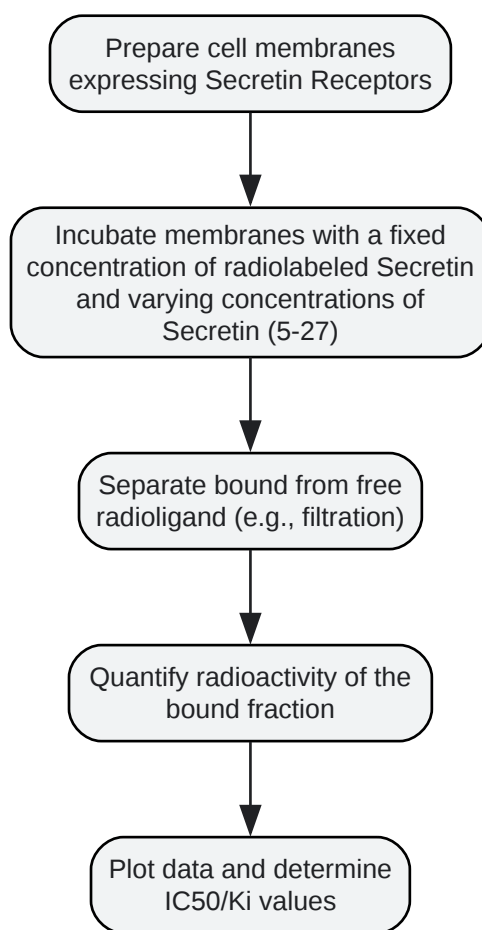 Prepare cell membranes
expressing Secretin Receptors
Incubate membranes with a fixed
concentration of radiolabeled Secretin
and varying concentrations of
Secretin (5-27)
Separate bound from free
radioligand (e.g., filtration)
Quantify radioactivity of the
bound fraction
Plot data and determine
IC50/Ki values